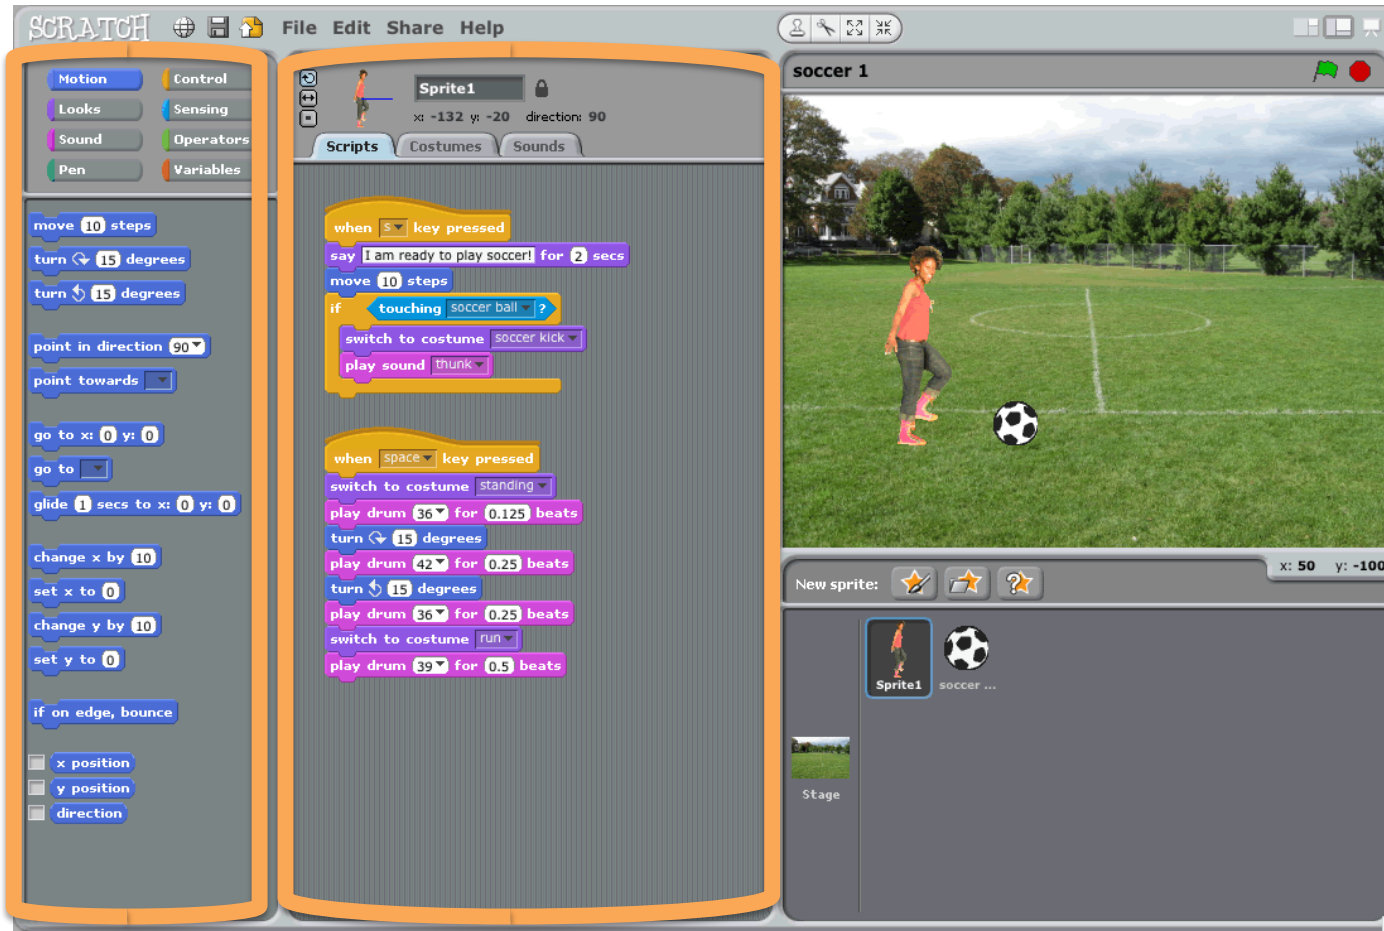 SCRATCH File Edit Share Help
Motion Control
Looks Sensing
Sound Operators
Pen Variables
move 10 steps
turn 15 degrees
turn 15 degrees
point in direction 90
point towards
go to x: 0 y: 0
go to
glide 1 secs to x: 0 y: 0
change x by 10
set x to 0
change y by 10
set y to 0
if on edge, bounce
x position
y position
direction
Sprite1
x: -132 y: -20 direction: 90
Scripts Costumes Sounds
when s key pressed
say I am ready to play soccer! for 2 secs
move 10 steps
if touching soccer ball ?
switch to costume soccer kick
play sound thunk
when space key pressed
switch to costume standing
play drum 36 for 0.125 beats
turn 15 degrees
play drum 42 for 0.25 beats
turn 15 degrees
play drum 36 for 0.25 beats
switch to costume run
play drum 39 for 0.5 beats
soccer 1
x: 50 y: -100
New sprite:
Sprite1 soccer ...
Stage